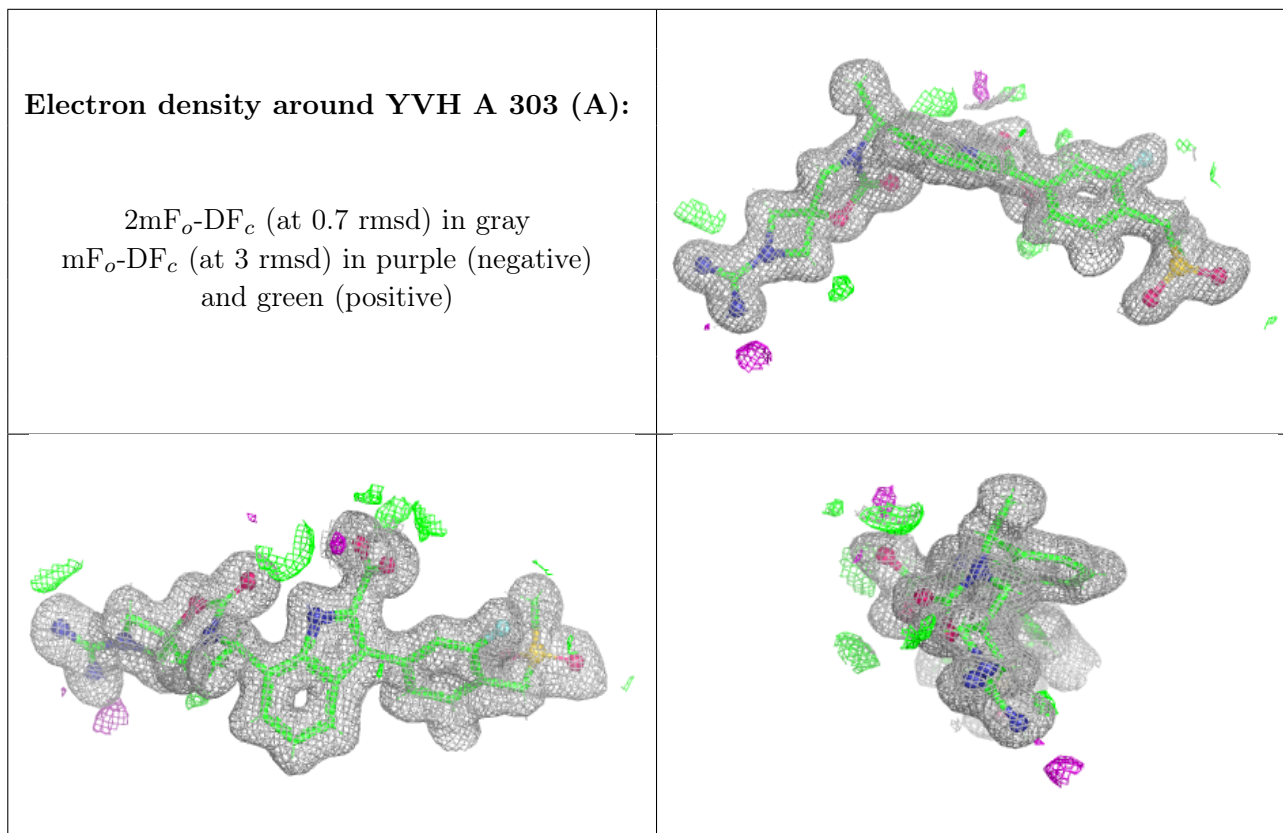 Electron density around YVH A 303 (A):
2mFₒ-DF𝒸 (at 0.7 rmsd) in gray
mFₒ-DF𝒸 (at 3 rmsd) in purple (negative)
and green (positive)